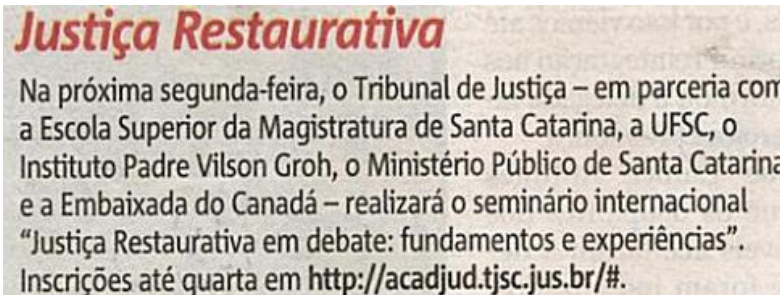 Justiça Restaurativa
Na próxima segunda-feira, o Tribunal de Justiça – em parceria com
a Escola Superior da Magistratura de Santa Catarina, a UFSC, o
Instituto Padre Vilson Groh, o Ministério Público de Santa Catarina
e a Embaixada do Canadá – realizará o seminário internacional
“Justiça Restaurativa em debate: fundamentos e experiências”.
Inscrições até quarta em http://acadjud.tjsc.jus.br/#.